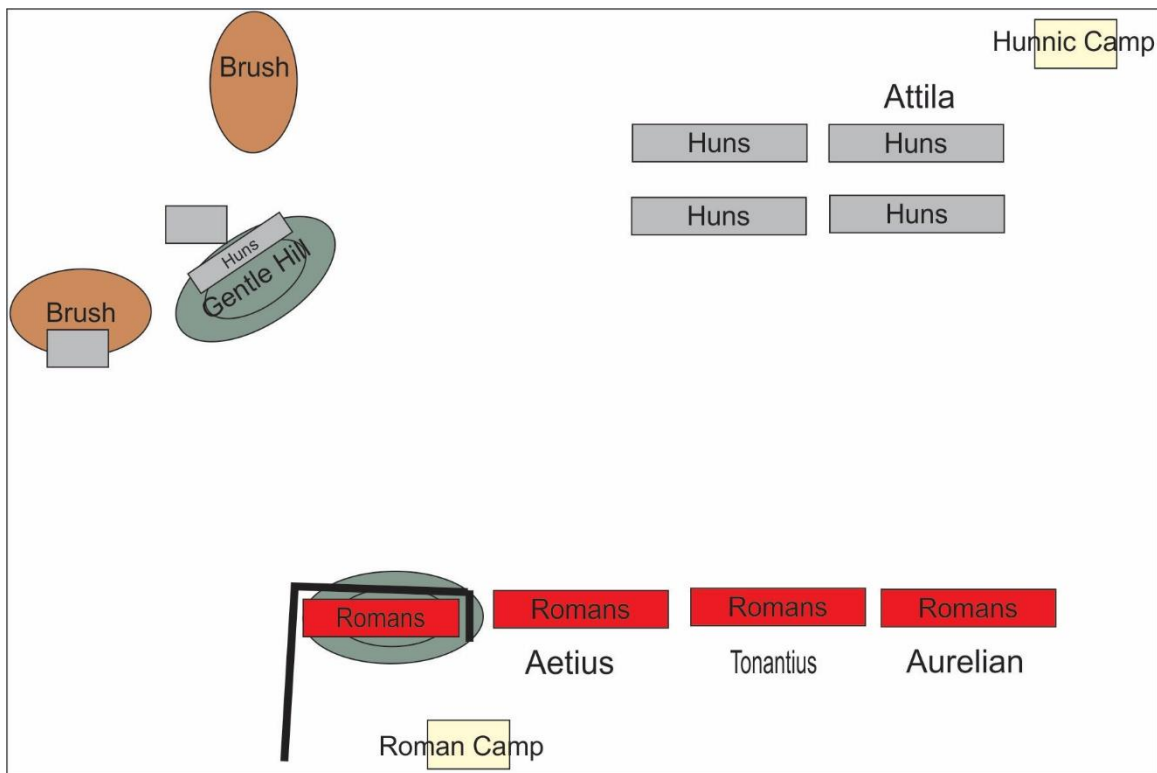 Hunnic Camp
Brush
Attila
Huns
Huns
Huns
Huns
Huns
Gentle Hill
Brush
Romans
Romans
Romans
Romans
Aetius
Tonantius
Aurelian
Roman Camp